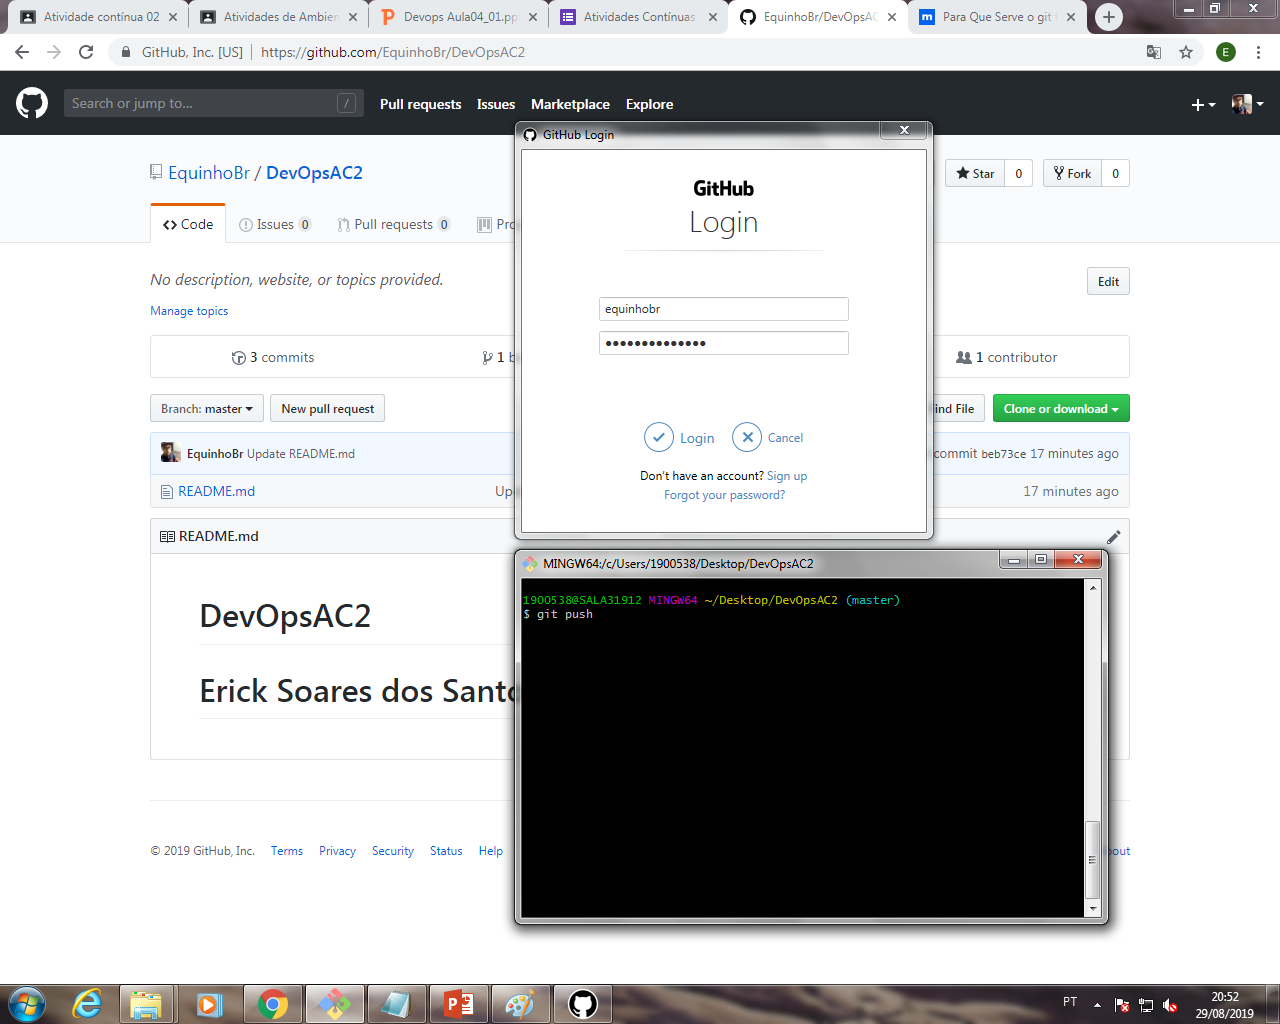 Atividade contínua 02
Atividades de Ambien
Devops Aula04_01.pp
Atividades Contínuas
EquinhoBr/DevOpsAC
Para Que Serve o git
GitHub, Inc. [US]
https://github.com/EquinhoBr/DevOpsAC2
E
Search or jump to...
/
Pull requests
Issues
Marketplace
Explore
EquinhoBr / DevOpsAC2
Star 0
Fork 0
Code
Issues 0
Pull requests 0
No description, website, or topics provided.
Edit
Manage topics
3 commits
1
1 contributor
Branch: master
New pull request
Find File
Clone or download
EquinhoBr Update README.md
commit beb73ce 17 minutes ago
README.md
17 minutes ago
README.md
DevOpsAC2
Erick Soares dos
© 2019 GitHub, Inc.
Terms
Privacy
Security
Status
Help
GitHub Login
GitHub
Login
equinhobr
Login
Cancel
Don't have an account? Sign up
Forgot your password?
MINGW64:/c/Users/1900538/Desktop/DevOpsAC2
1900538@SALA31912 MINGW64 ~/Desktop/DevOpsAC2 (master)
$ git push
PT
20:52
29/08/2019